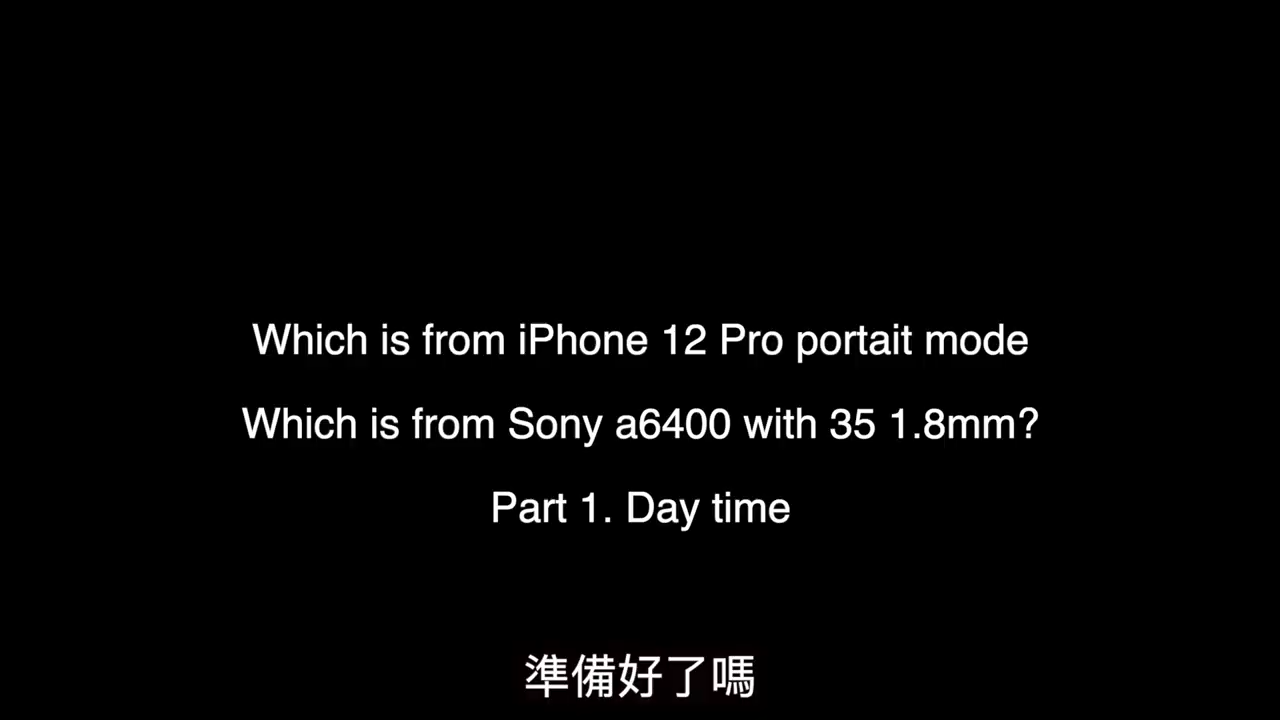 Which is from iPhone 12 Pro portait mode
Which is from Sony a6400 with 35 1.8mm?
Part 1. Day time
準備好了嗎